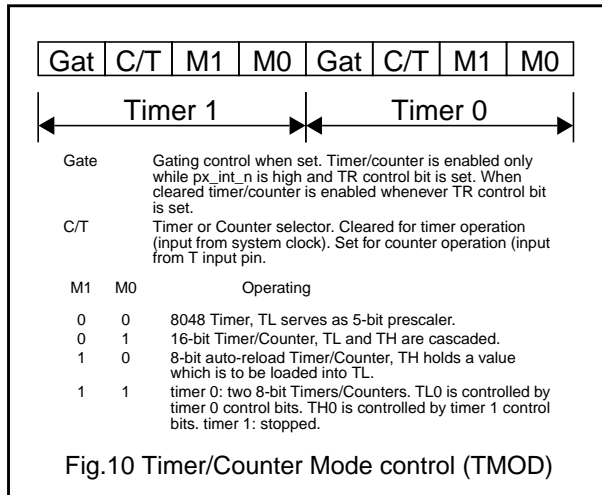 Gat C/T M1 M0 Gat C/T M1 M0
Timer 1 Timer 0
Gate Gating control when set. Timer/counter is enabled only
while px_int_n is high and TR control bit is set. When
cleared timer/counter is enabled whenever TR control bit
is set.
C/T Timer or Counter selector. Cleared for timer operation
(input from system clock). Set for counter operation (input
from T input pin.
M1 M0 Operating
0 0 8048 Timer, TL serves as 5-bit prescaler.
0 1 16-bit Timer/Counter, TL and TH are cascaded.
1 0 8-bit auto-reload Timer/Counter, TH holds a value
which is to be loaded into TL.
1 1 timer 0: two 8-bit Timers/Counters. TL0 is controlled by
timer 0 control bits. TH0 is controlled by timer 1 control
bits. timer 1: stopped.
Fig.10 Timer/Counter Mode control (TMOD)